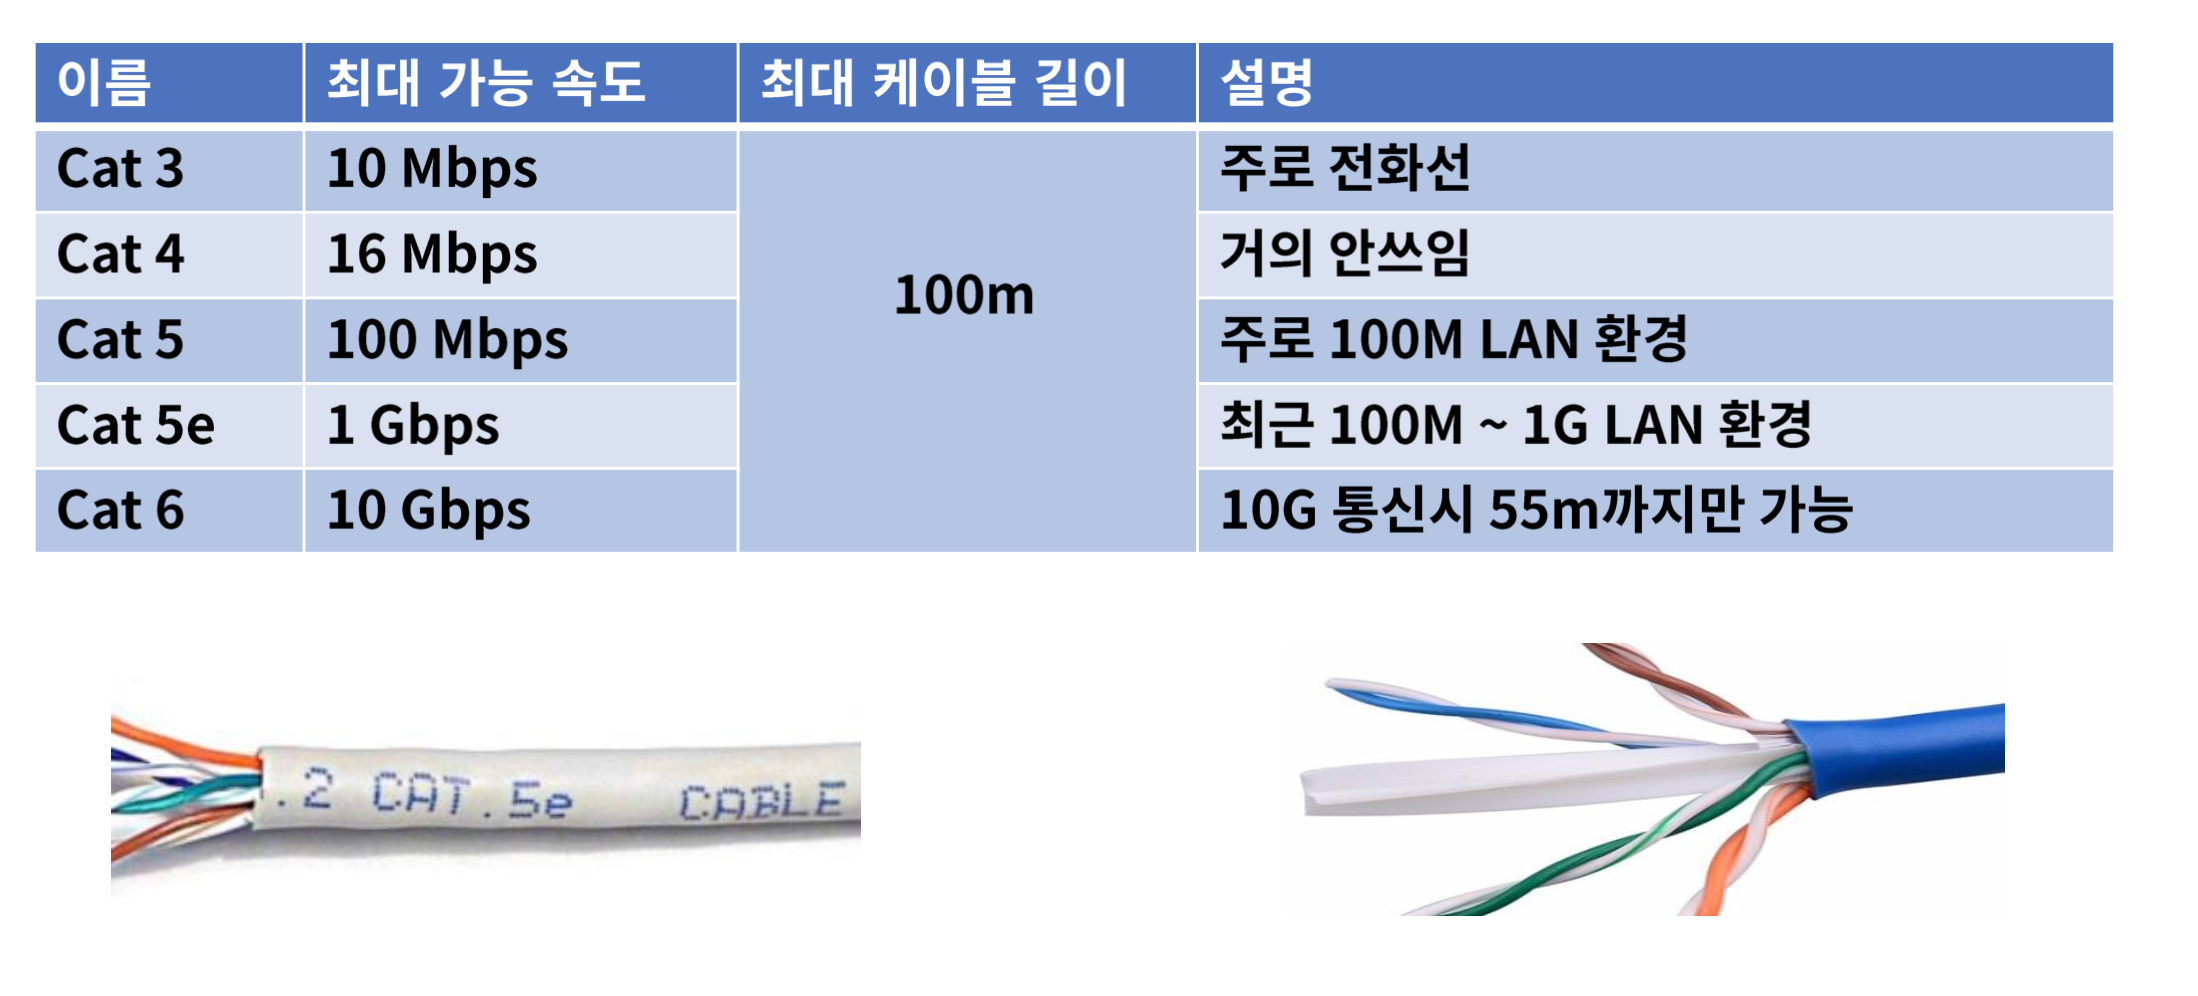 이름 최대 가능 속도 최대 케이블 길이 설명
Cat 3 10 Mbps 주로 전화선
Cat 4 16 Mbps 거의 안쓰임
100m
Cat 5 100 Mbps 주로 100M LAN 환경
Cat 5e 1 Gbps 최근 100M ~ 1G LAN 환경
Cat 6 10 Gbps 10G 통신시 55m까지만 가능
.2 CAT.5e CABLE